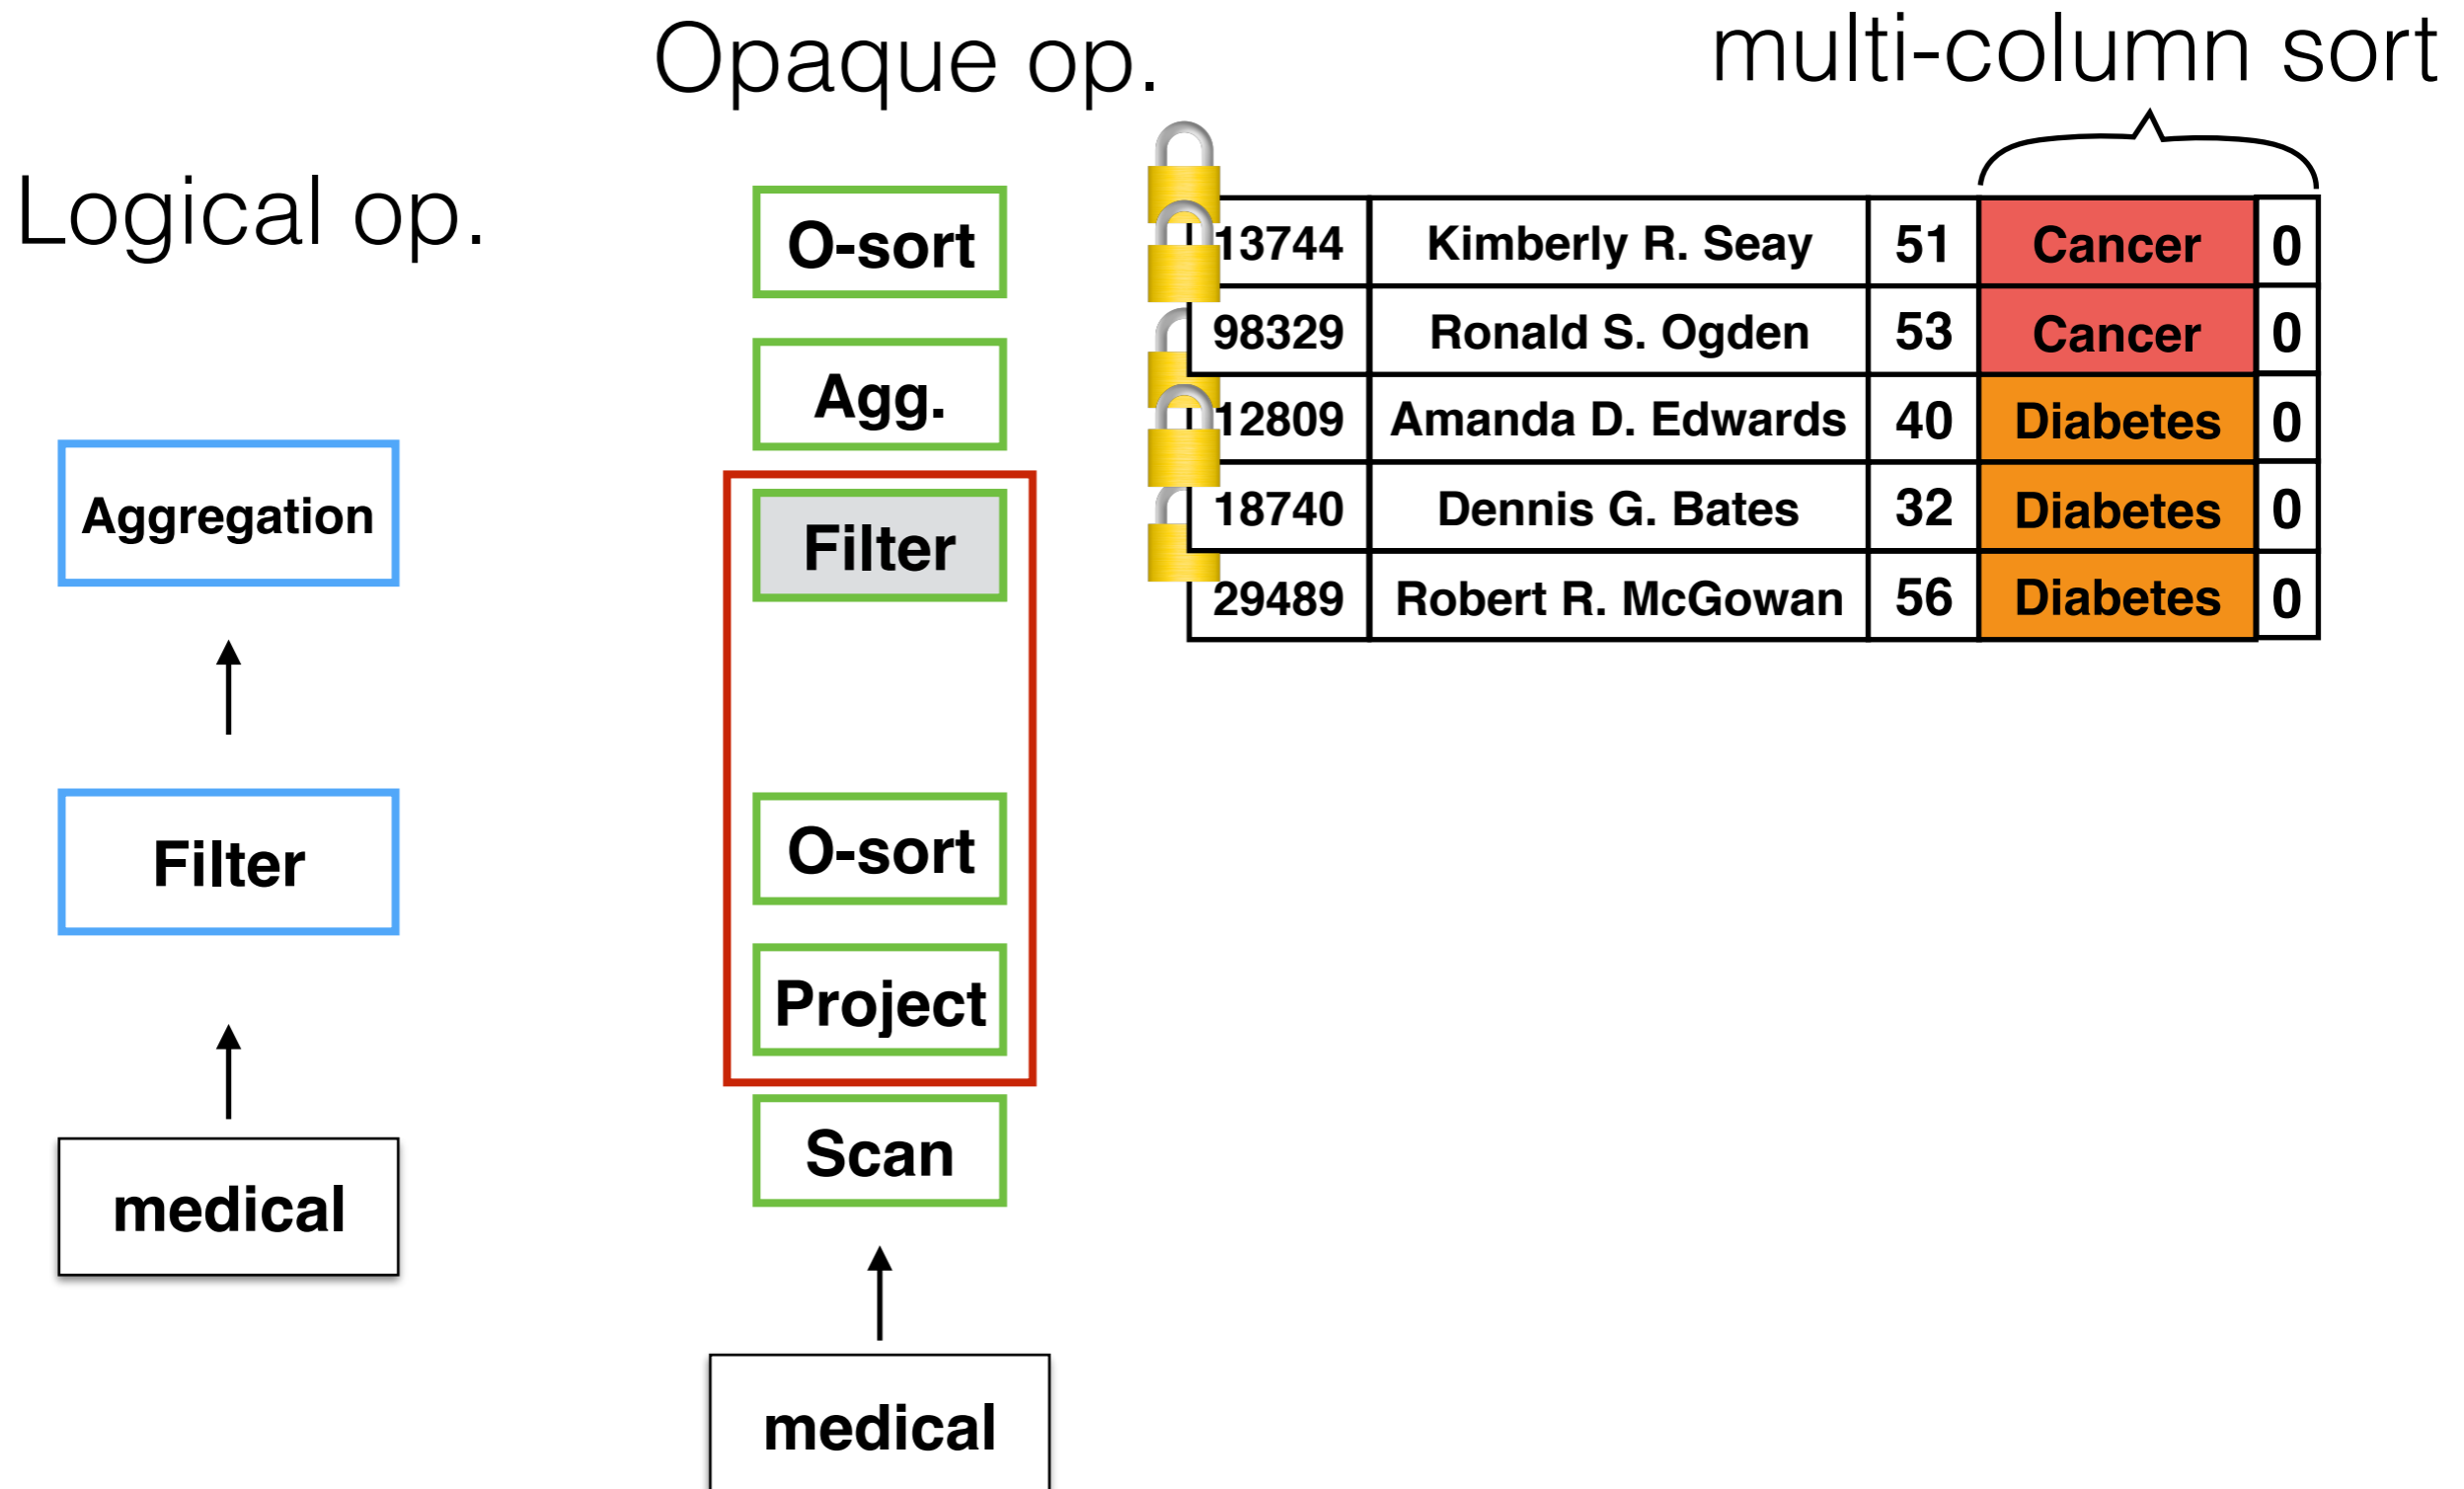 Logical op.
Aggregation
Filter
medical
Opaque op.
O-sort
Agg.
Filter
O-sort
Project
Scan
medical
multi-column sort
13744 Kimberly R. Seay 51 Cancer 0
98329 Ronald S. Ogden 53 Cancer 0
12809 Amanda D. Edwards 40 Diabetes 0
18740 Dennis G. Bates 32 Diabetes 0
29489 Robert R. McGowan 56 Diabetes 0